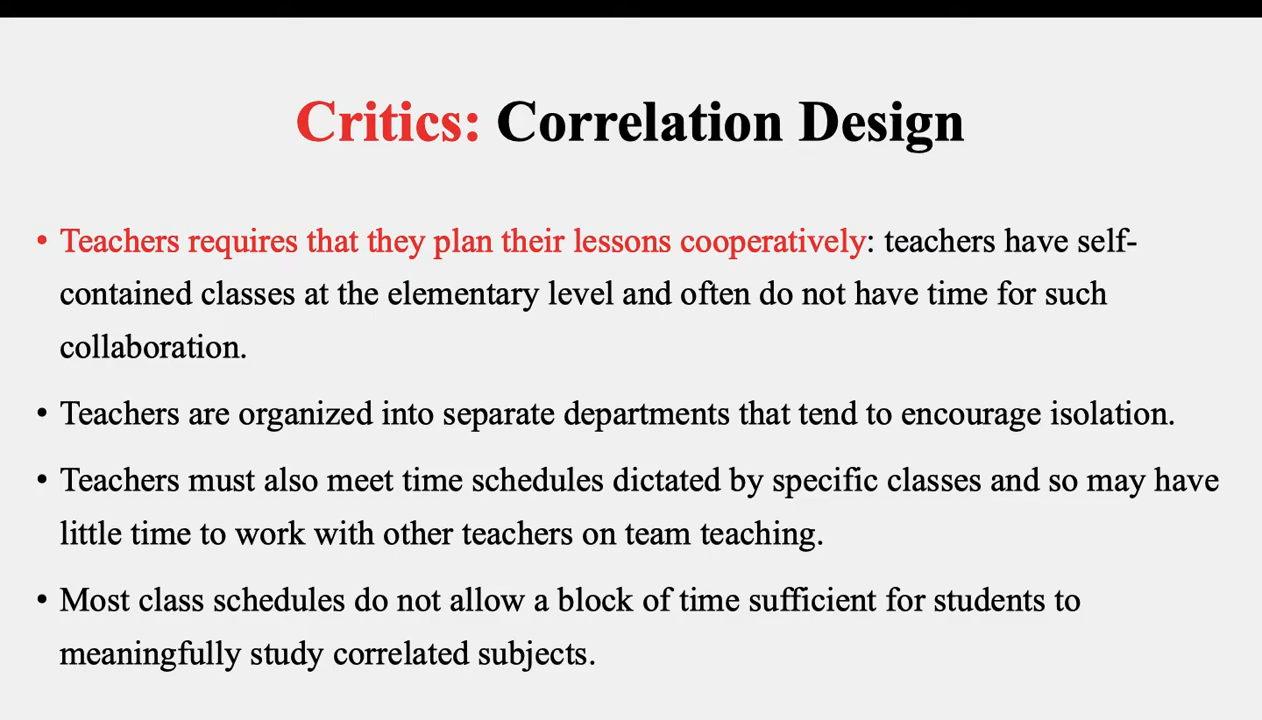 Critics: Correlation Design
• Teachers requires that they plan their lessons cooperatively: teachers have self-
contained classes at the elementary level and often do not have time for such
collaboration.
• Teachers are organized into separate departments that tend to encourage isolation.
• Teachers must also meet time schedules dictated by specific classes and so may have
little time to work with other teachers on team teaching.
• Most class schedules do not allow a block of time sufficient for students to
meaningfully study correlated subjects.